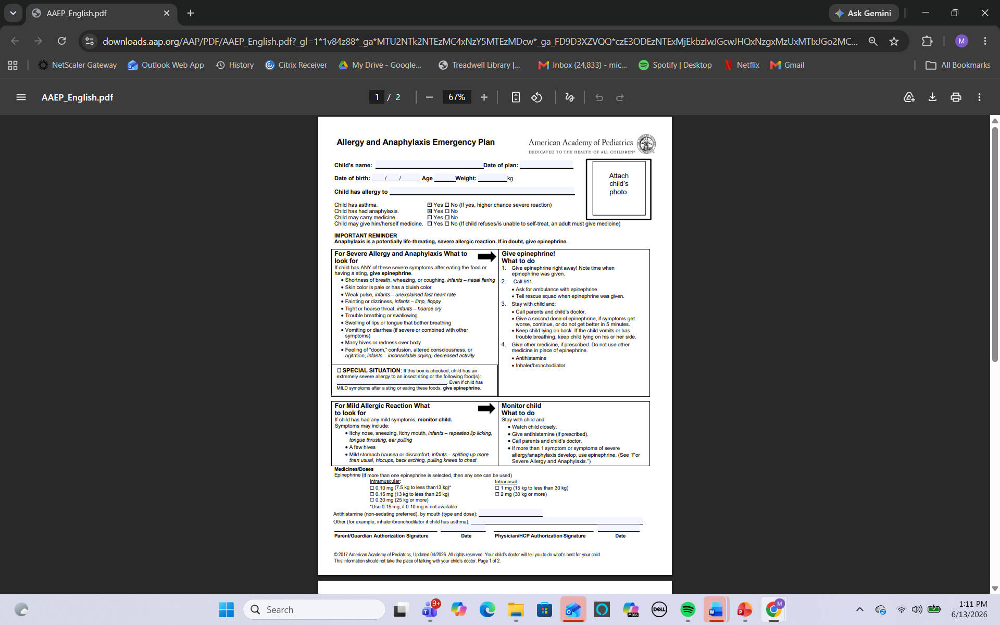 AAEP_English.pdf
Ask Gemini
downloads.aap.org/AAP/PDF/AAEP_English.pdf?_gl=1*1v84z88*_ga*MTU2NTk2NTEzMC4xNzY5MTEzMDcw*_ga_FD9D3XZVQQ*czE3ODEzNTExMjEkbzIwJGcwJHQxNzgxMzUxMTIxJGo2MC...
M
NetScaler Gateway
Outlook Web App
History
Citrix Receiver
My Drive - Google...
Treadwell Library |...
Inbox (24,833) - mic...
Spotify | Desktop
Netflix
Gmail
All Bookmarks
AAEP_English.pdf
1 / 2
67%
Allergy and Anaphylaxis Emergency Plan
American Academy of Pediatrics
DEDICATED TO THE HEALTH OF ALL CHILDREN®
Child's name: Date of plan:
Date of birth: / / Age Weight: kg
Child has allergy to
Attach
child's
photo
Child has asthma. Yes No (If yes, higher chance severe reaction)
Child has had anaphylaxis. Yes No
Child may carry medicine. Yes No
Child may give him/herself medicine. Yes No (If child refuses/is unable to self-treat, an adult must give medicine)
IMPORTANT REMINDER
Anaphylaxis is a potentially life-threating, severe allergic reaction. If in doubt, give epinephrine.
For Severe Allergy and Anaphylaxis What to
look for
If child has ANY of these severe symptoms after eating the food or
having a sting, give epinephrine.
• Shortness of breath, wheezing, or coughing, infants – nasal flaring
• Skin color is pale or has a bluish color
• Weak pulse, infants – unexplained fast heart rate
• Fainting or dizziness, infants – limp, floppy
• Tight or hoarse throat, infants – hoarse cry
• Trouble breathing or swallowing
• Swelling of lips or tongue that bother breathing
• Vomiting or diarrhea (if severe or combined with other
symptoms)
• Many hives or redness over body
• Feeling of “doom,” confusion, altered consciousness, or
agitation, infants – inconsolable crying, decreased activity
SPECIAL SITUATION: If this box is checked, child has an
extremely severe allergy to an insect sting or the following food(s):
. Even if child has
MILD symptoms after a sting or eating these foods, give epinephrine.
Give epinephrine!
What to do
1. Give epinephrine right away! Note time when
epinephrine was given.
2. Call 911.
• Ask for ambulance with epinephrine.
• Tell rescue squad when epinephrine was given.
3. Stay with child and:
• Call parents and child's doctor.
• Give a second dose of epinephrine, if symptoms get
worse, continue, or do not get better in 5 minutes.
• Keep child lying on back. If the child vomits or has
trouble breathing, keep child lying on his or her side.
4. Give other medicine, if prescribed. Do not use other
medicine in place of epinephrine.
• Antihistamine
• Inhaler/bronchodilator
For Mild Allergic Reaction What
to look for
If child has had any mild symptoms, monitor child.
Symptoms may include:
• Itchy nose, sneezing, itchy mouth, infants – repeated lip licking,
tongue thrusting, ear pulling
• A few hives
• Mild stomach nausea or discomfort, infants – spitting up more
than usual, hiccups, back arching, pulling knees to chest
Monitor child
What to do
Stay with child and:
• Watch child closely.
• Give antihistamine (if prescribed).
• Call parents and child's doctor.
• If more than 1 symptom or symptoms of severe
allergy/anaphylaxis develop, use epinephrine. (See “For
Severe Allergy and Anaphylaxis.”)
Medicines/Doses
Epinephrine (If more than one epinephrine is selected, then any one can be used)
Intramuscular:
0.10 mg (7.5 kg to less than13 kg)*
0.15 mg (13 kg to less than 25 kg)
0.30 mg (25 kg or more)
*Use 0.15 mg, if 0.10 mg is not available
Intranasal:
1 mg (15 kg to less than 30 kg)
2 mg (30 kg or more)
Antihistamine (non-sedating preferred), by mouth (type and dose):
Other (for example, inhaler/bronchodilator if child has asthma):
Parent/Guardian Authorization Signature Date Physician/HCP Authorization Signature Date
© 2017 American Academy of Pediatrics, Updated 04/2026. All rights reserved. Your child's doctor will tell you to do what's best for your child.
This information should not take the place of talking with your child's doctor. Page 1 of 2.
Search
9+
M365
DELL
M
1:11 PM
6/13/2026